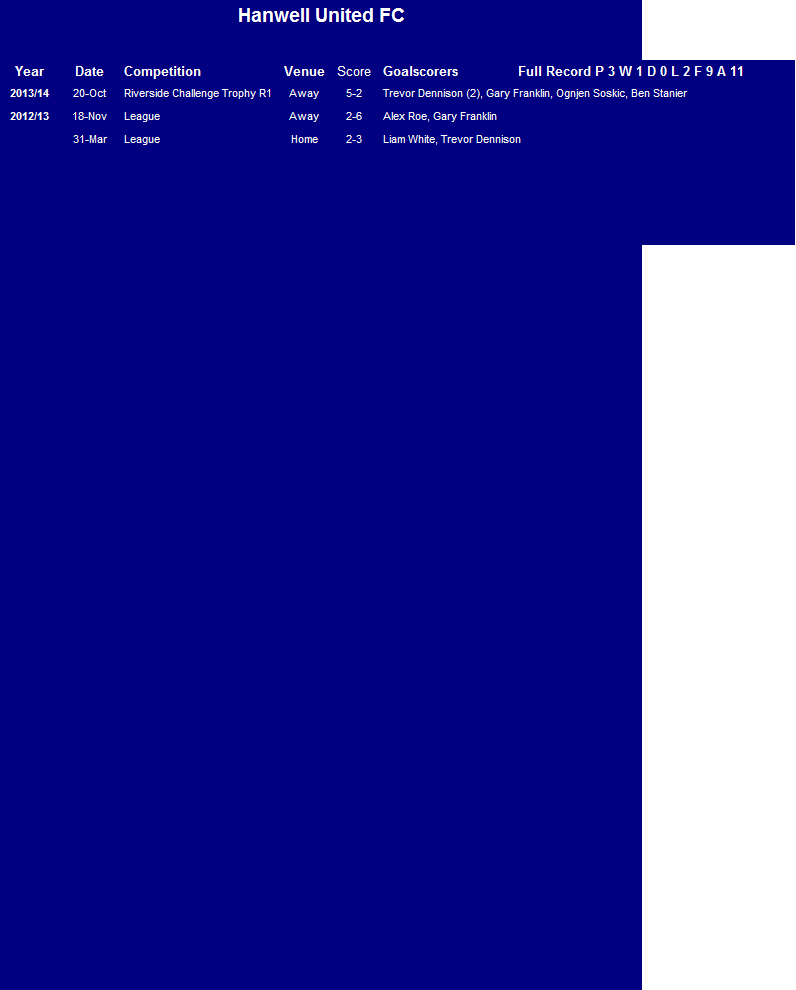 Hanwell United FC
Year Date Competition Venue Score Goalscorers Full Record P 3 W 1 D 0 L 2 F 9 A 11
2013/14 20-Oct Riverside Challenge Trophy R1 Away 5-2 Trevor Dennison (2), Gary Franklin, Ognjen Soskic, Ben Stanier
2012/13 18-Nov League Away 2-6 Alex Roe, Gary Franklin
31-Mar League Home 2-3 Liam White, Trevor Dennison